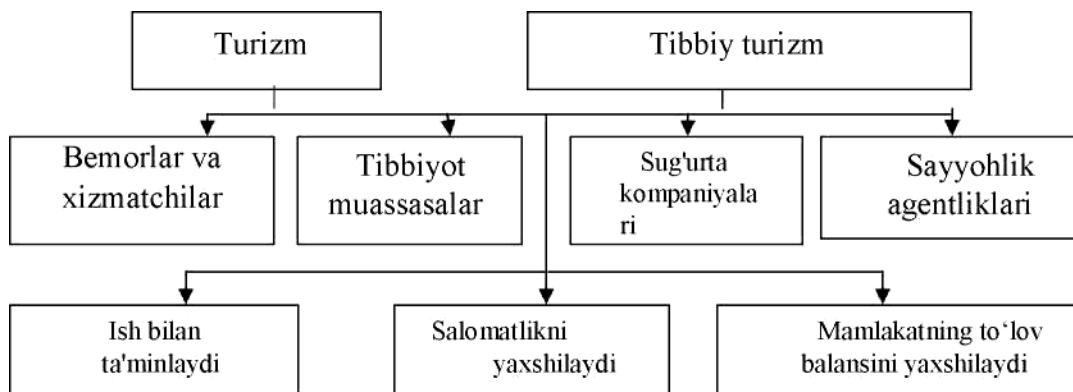 Turizm
Tibbiy turizm
Bemorlar va
xizmatchilar
Tibbiyot
muassasalar
Sug'urta
kompaniyala
ri
Sayyohlik
agentliklari
Ish bilan
ta'minlaydi
Salomatlikni
yaxshilaydi
Mamlakatning to‘lov
balansini yaxshilaydi